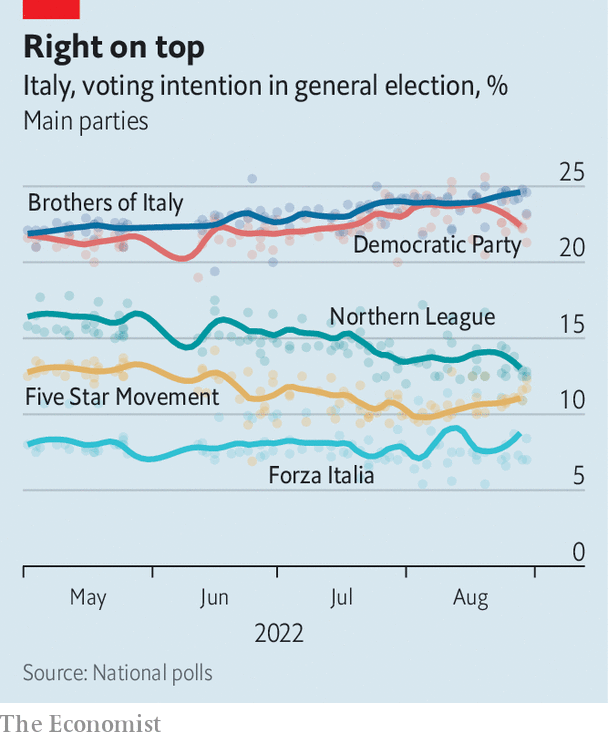 Right on top
Italy, voting intention in general election, %
Main parties
25
Brothers of Italy
Democratic Party
20
Northern League
15
Five Star Movement
10
Forza Italia
5
0
May Jun Jul Aug
2022
Source: National polls
The Economist